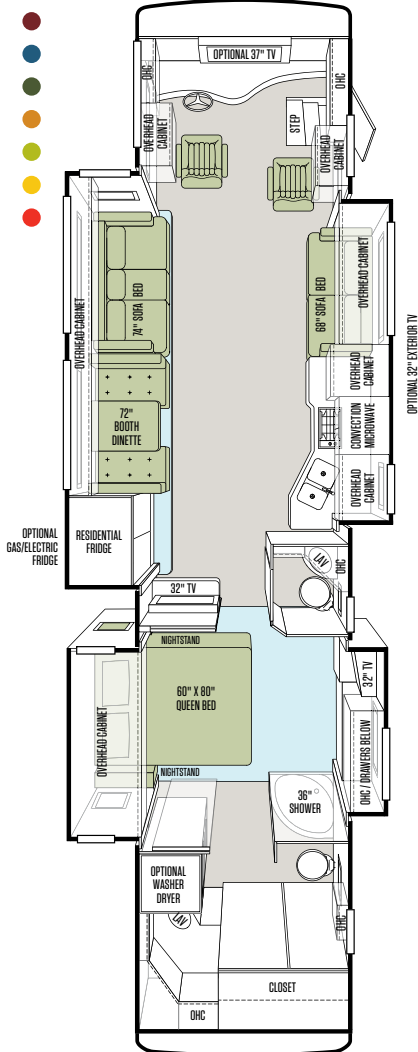 OPTIONAL 37" TV
OHC
OHC
OVERHEAD
CABINET
STEP
OVERHEAD
CABINET
OVERHEAD CABINET
74" SOFA BED
68" SOFA BED
OVERHEAD CABINET
OPTIONAL 32" EXTERIOR TV
72"
BOOTH
DINETTE
OVERHEAD
CABINET
CONVECTION
MICROWAVE
OVERHEAD
CABINET
OPTIONAL
GAS/ELECTRIC
FRIDGE
RESIDENTIAL
FRIDGE
LAV
OHC
32" TV
NIGHTSTAND
60" X 80"
QUEEN BED
NIGHTSTAND
OVERHEAD CABINET
32" TV
OHC / DRAWERS BELOW
36"
SHOWER
OPTIONAL
WASHER
DRYER
LAV
OHC
CLOSET
OHC